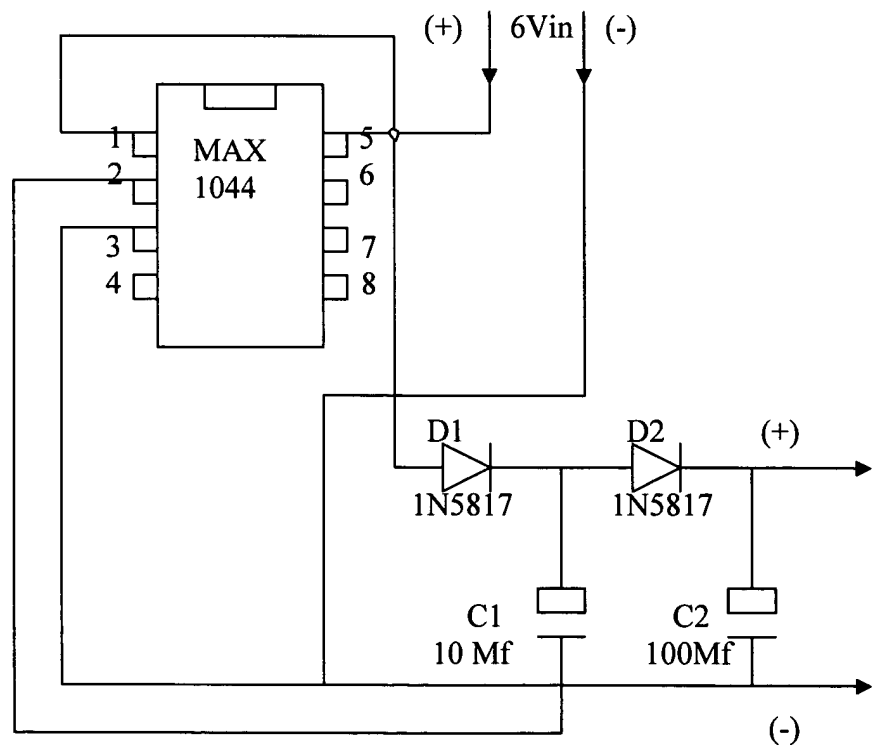 (+) 6Vin (-)
1
2
3
4
MAX
1044
5
6
7
8
D1
1N5817
D2
1N5817
(+)
C1
10 Mf
C2
100Mf
(-)